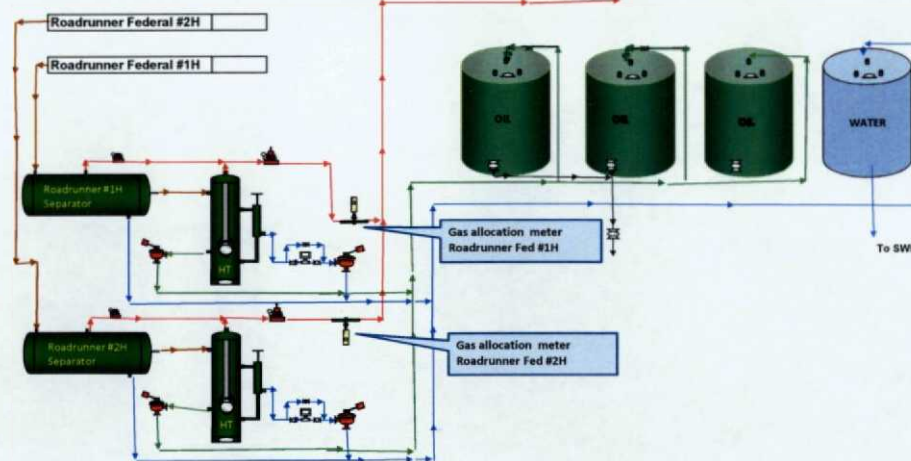 Roadrunner Federal #2H
Roadrunner Federal #1H
OIL
OIL
OIL
WATER
Roadrunner #1H
Separator
HT
Gas allocation meter
Roadrunner Fed #1H
To SW
Roadrunner #2H
Separator
HT
Gas allocation meter
Roadrunner Fed #2H